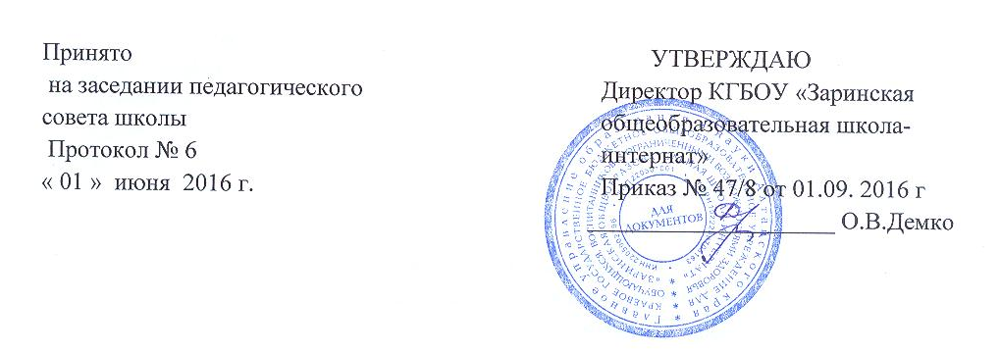 Принято
на заседании педагогического
совета школы
Протокол № 6
« 01 » июня 2016 г.
УТВЕРЖДАЮ
Директор КГБОУ «Заринская
общеобразовательная школа-
интернат»
Приказ № 47/8 от 01.09. 2016 г
О.В.Демко
ДЛЯ
ДОКУМЕНТОВ